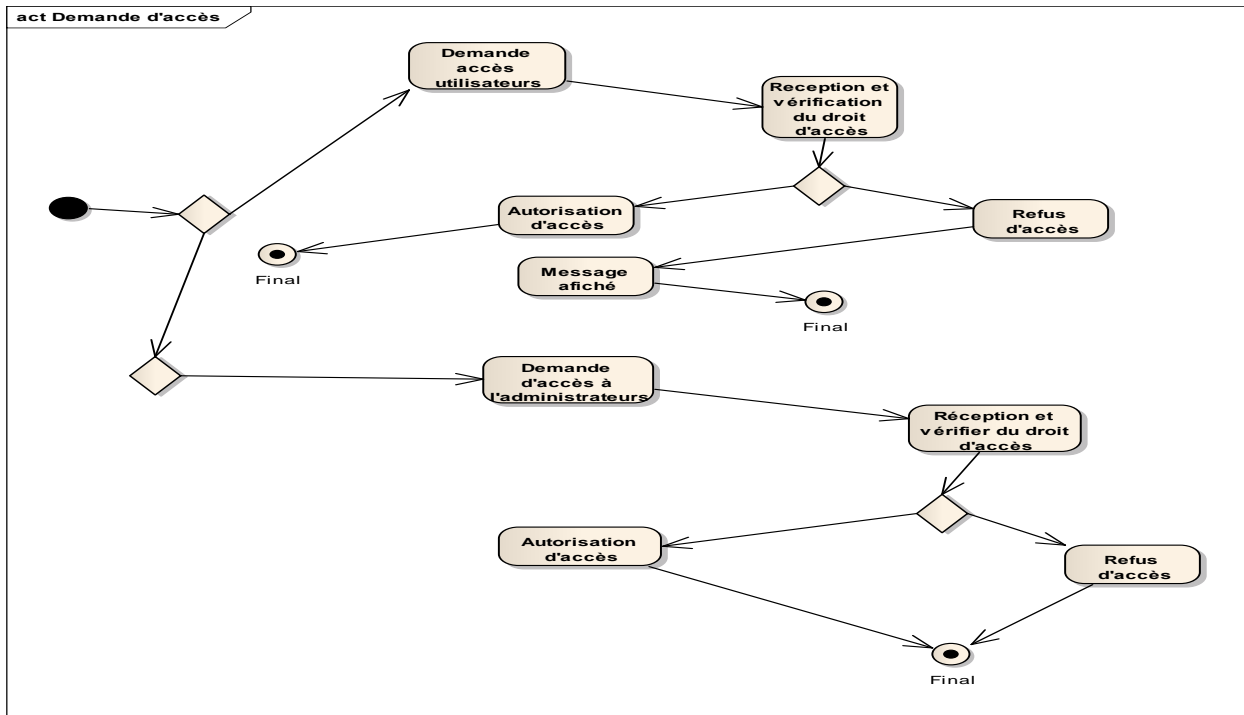 act Demande d'accès
Demande
accès
utilisateurs
Reception et
vérification
du droit
d'accès
Autorisation
d'accès
Refus
d'accès
Final
Message
afiché
Final
Demande
d'accès à
l'administrateurs
Réception et
vérifier du droit
d'accès
Autorisation
d'accès
Refus
d'accès
Final